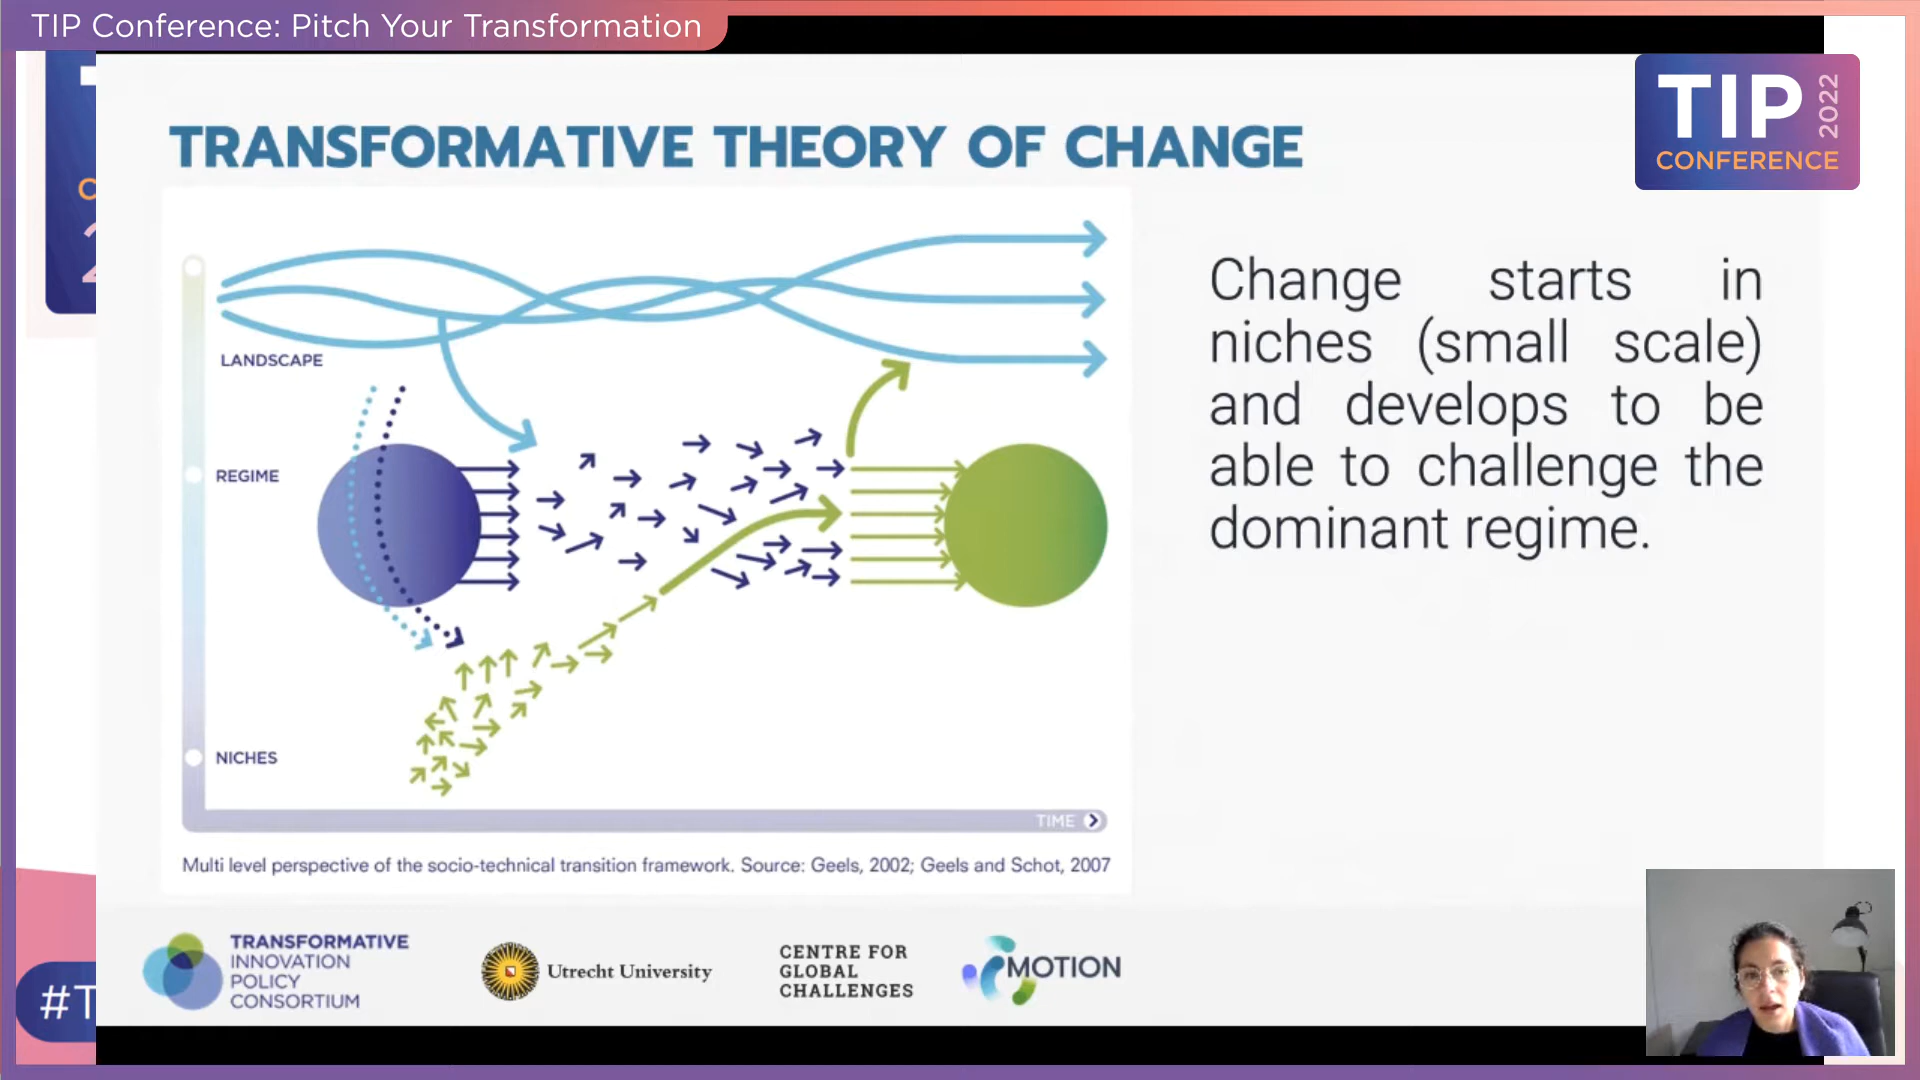 TIP Conference: Pitch Your Transformation
TIP 2022
CONFERENCE
TRANSFORMATIVE THEORY OF CHANGE
LANDSCAPE
REGIME
NICHES
TIME
Multi level perspective of the socio-technical transition framework. Source: Geels, 2002; Geels and Schot, 2007
Change starts in
niches (small scale)
and develops to be
able to challenge the
dominant regime.
TRANSFORMATIVE
INNOVATION
POLICY
CONSORTIUM
Utrecht University
CENTRE FOR
GLOBAL
CHALLENGES
MOTION
#T